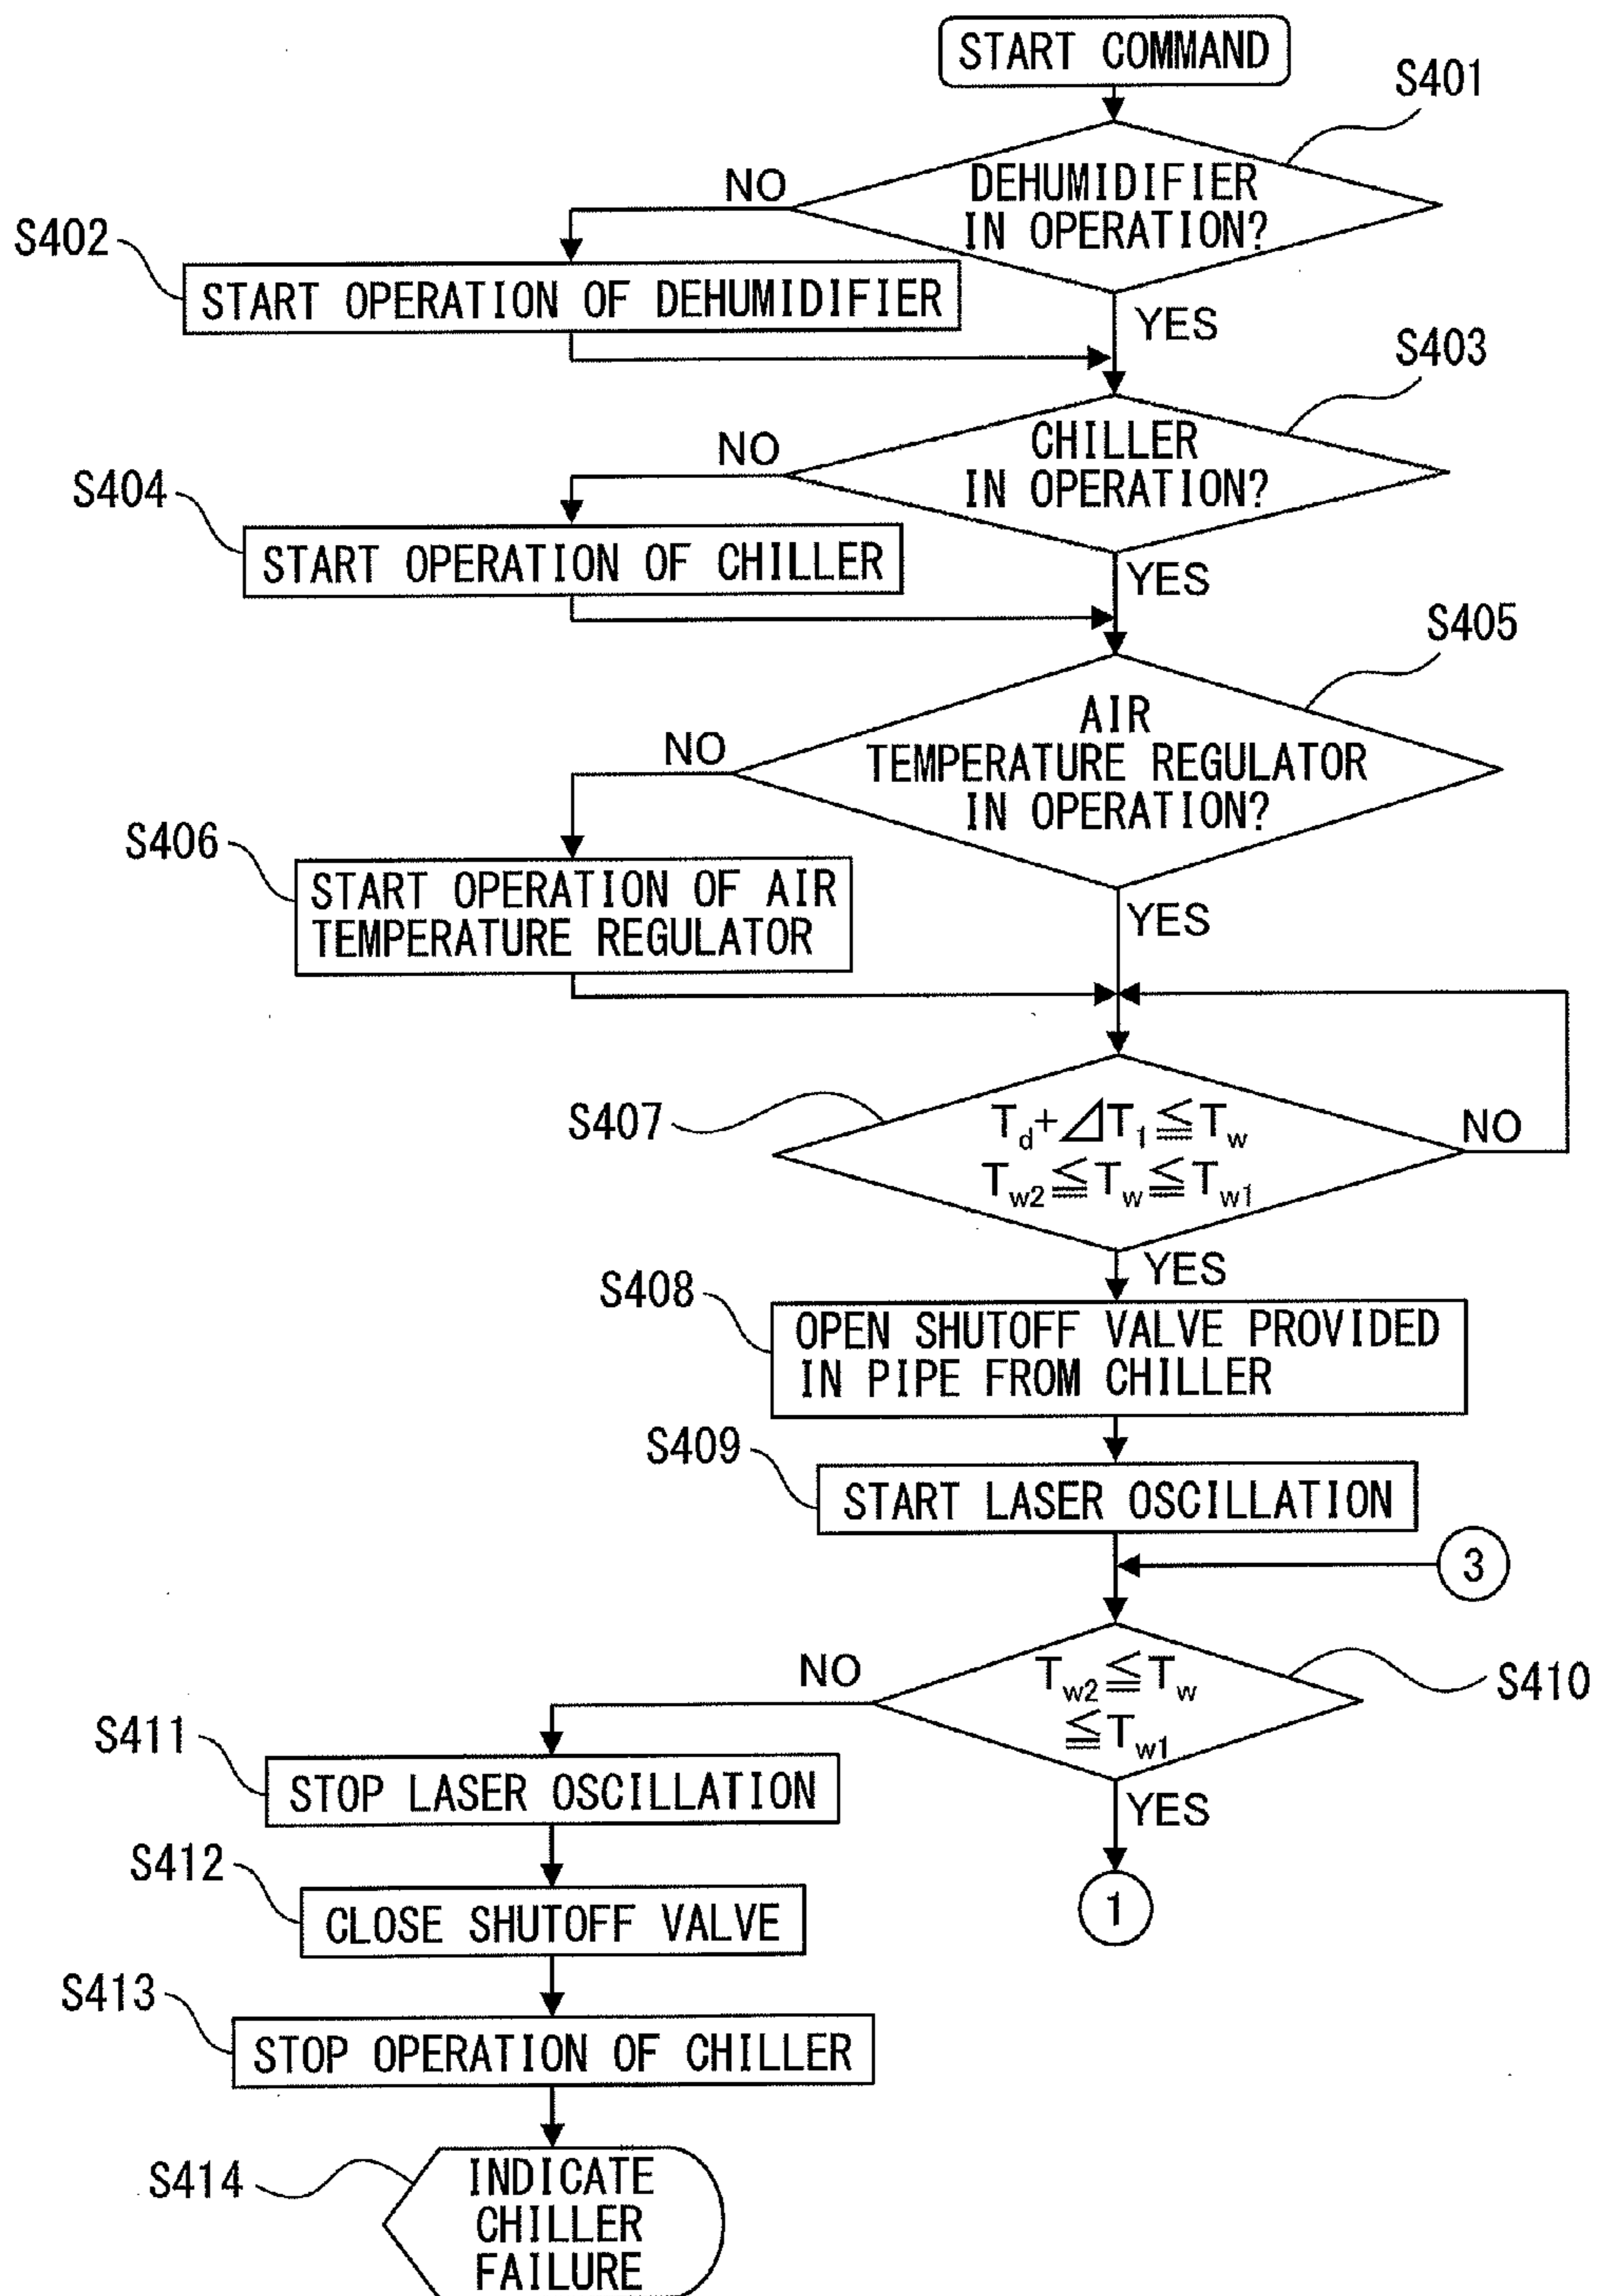 START COMMAND
S401
DEHUMIDIFIER
IN OPERATION?
NO
S402
START OPERATION OF DEHUMIDIFIER
YES
S403
CHILLER
IN OPERATION?
NO
S404
START OPERATION OF CHILLER
YES
S405
AIR
TEMPERATURE REGULATOR
IN OPERATION?
NO
S406
START OPERATION OF AIR
TEMPERATURE REGULATOR
YES
S407
Td+⊿T1≦Tw
Tw2≦Tw≦Tw1
NO
YES
S408
OPEN SHUTOFF VALVE PROVIDED
IN PIPE FROM CHILLER
S409
START LASER OSCILLATION
3
S410
Tw2≦Tw
≦Tw1
NO
YES
1
S411
STOP LASER OSCILLATION
S412
CLOSE SHUTOFF VALVE
S413
STOP OPERATION OF CHILLER
S414
INDICATE
CHILLER
FAILURE